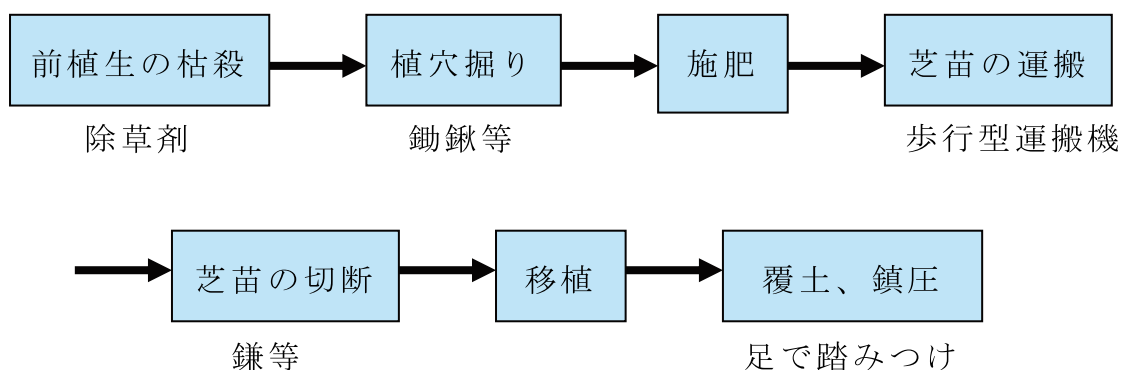 前植生の枯殺 植穴掘り 施肥 芝苗の運搬
除草剤 鋤鍬等 歩行型運搬機
芝苗の切断 移植 覆土、鎮圧
鎌等 足で踏みつけ